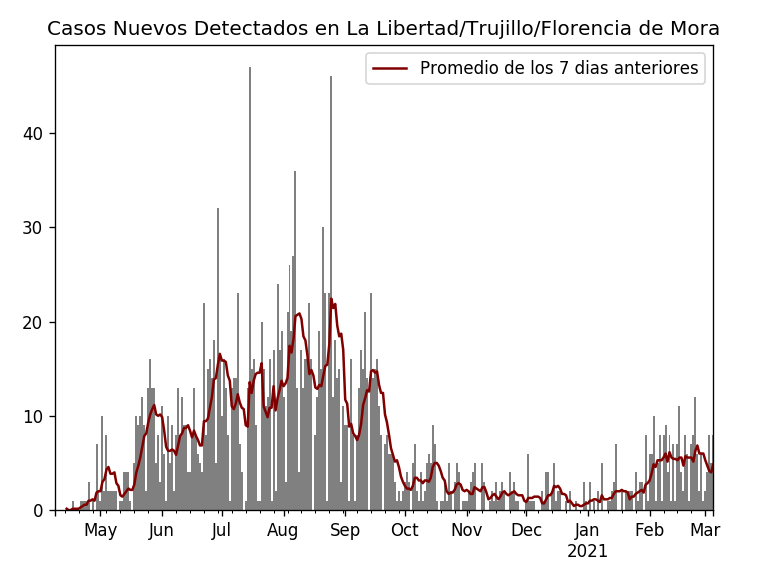 Casos Nuevos Detectados en La Libertad/Trujillo/Florencia de Mora
Promedio de los 7 dias anteriores
40
30
20
10
0
May Jun Jul Aug Sep Oct Nov Dec Jan Feb Mar
2021